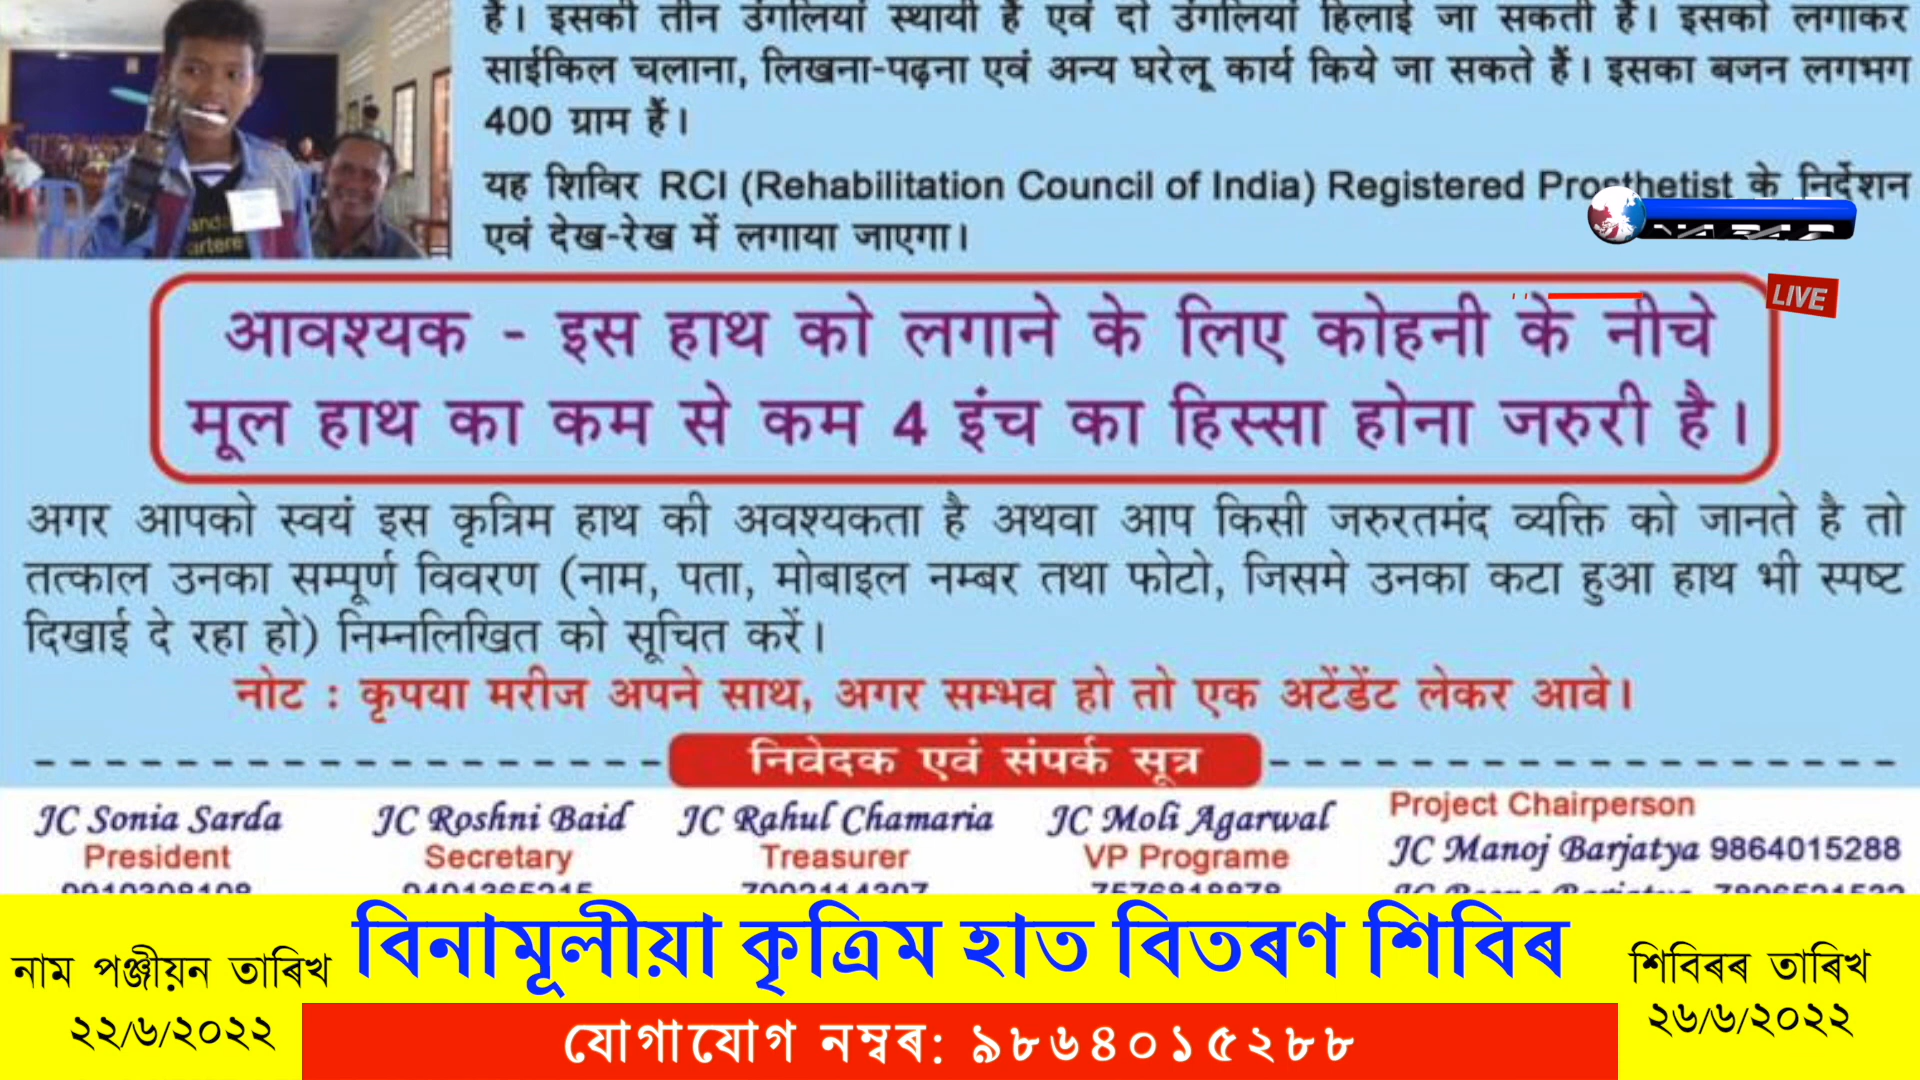 हैं। इसकी तीन उंगलियां स्थायी हैं एवं दो उंगलियां हिलाई जा सकती हैं। इसको लगाकर
साईकिल चलाना, लिखना-पढ़ना एवं अन्य घरेलू कार्य किये जा सकते हैं। इसका बजन लगभग
400 ग्राम हैं।
यह शिविर RCI (Rehabilitation Council of India) Registered Prosthetist के निर्देशन
एवं देख-रेख में लगाया जाएगा।
LIVE
आवश्यक - इस हाथ को लगाने के लिए कोहनी के नीचे
मूल हाथ का कम से कम 4 इंच का हिस्सा होना जरुरी है।
अगर आपको स्वयं इस कृत्रिम हाथ की अवश्यकता है अथवा आप किसी जरुरतमंद व्यक्ति को जानते है तो
तत्काल उनका सम्पूर्ण विवरण (नाम, पता, मोबाइल नम्बर तथा फोटो, जिसमे उनका कटा हुआ हाथ भी स्पष्ट
दिखाई दे रहा हो) निम्नलिखित को सूचित करें।
नोट : कृपया मरीज अपने साथ, अगर सम्भव हो तो एक अटेंडेंट लेकर आवे।
निवेदक एवं संपर्क सूत्र
JC Sonia Sarda
President
JC Roshni Baid
Secretary
JC Rahul Chamaria
Treasurer
JC Moli Agarwal
VP Programe
Project Chairperson
JC Manoj Barjatya 9864015288
বিনামূলীয়া কৃত্ৰিম হাত বিতৰণ শিবিৰ
নাম পঞ্জীয়ন তাৰিখ
২২/৬/২০২২
শিবিৰৰ তাৰিখ
২৬/৬/২০২২
যোগাযোগ নম্বৰ: ৯৮৬৪০১৫২৮৮